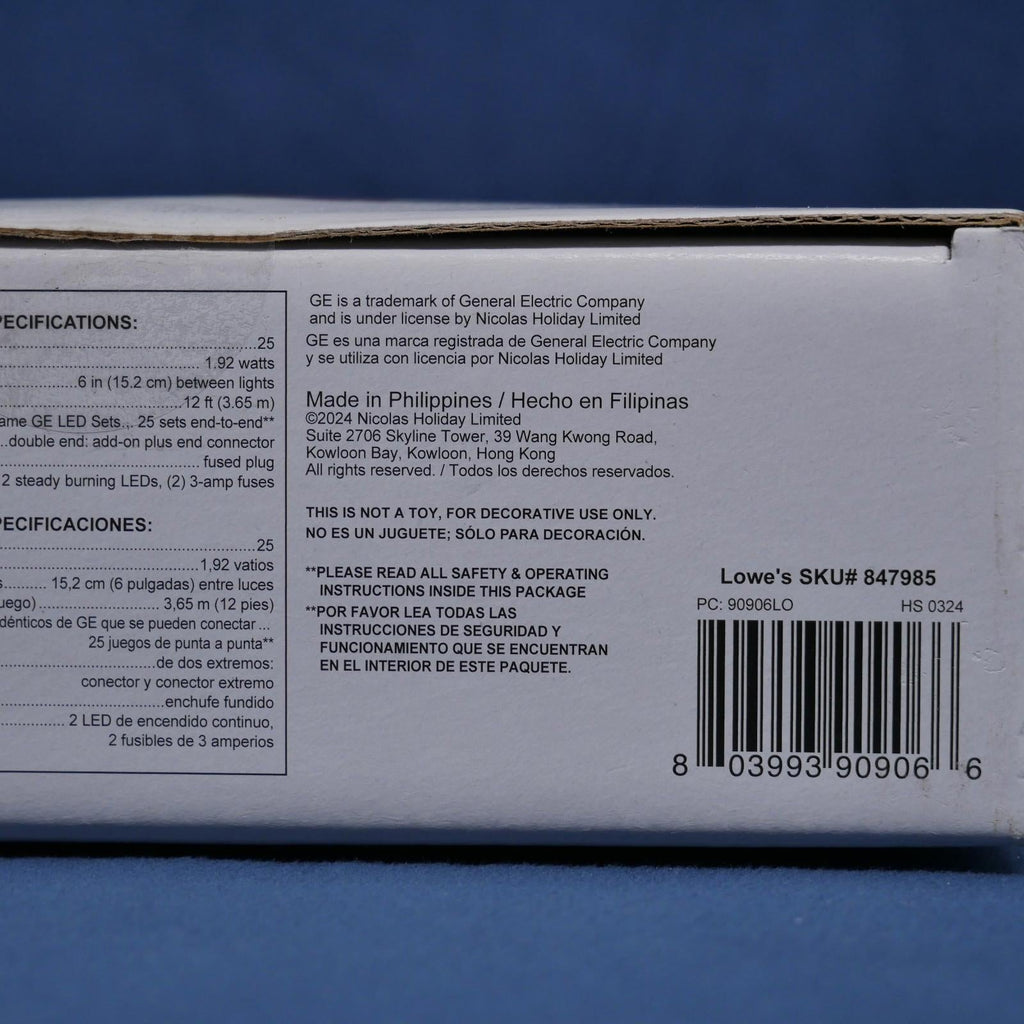 PECIFICATIONS:
25
1.92 watts
6 in (15.2 cm) between lights
12 ft (3.65 m)
ame GE LED Sets... 25 sets end-to-end**
double end: add-on plus end connector
fused plug
2 steady burning LEDs, (2) 3-amp fuses
PECIFICACIONES:
25
1,92 vatios
s......... 15,2 cm (6 pulgadas) entre luces
uego)............................ 3,65 m (12 pies)
dénticos de GE que se pueden conectar...
25 juegos de punta a punta**
de dos extremos:
conector y conector extremo
enchufe fundido
2 LED de encendido continuo,
2 fusibles de 3 amperios
GE is a trademark of General Electric Company
and is under license by Nicolas Holiday Limited
GE es una marca registrada de General Electric Company
y se utiliza con licencia por Nicolas Holiday Limited
Made in Philippines / Hecho en Filipinas
©2024 Nicolas Holiday Limited
Suite 2706 Skyline Tower, 39 Wang Kwong Road,
Kowloon Bay, Kowloon, Hong Kong
All rights reserved. / Todos los derechos reservados.
THIS IS NOT A TOY, FOR DECORATIVE USE ONLY.
NO ES UN JUGUETE; SÓLO PARA DECORACIÓN.
**PLEASE READ ALL SAFETY & OPERATING
INSTRUCTIONS INSIDE THIS PACKAGE
**POR FAVOR LEA TODAS LAS
INSTRUCCIONES DE SEGURIDAD Y
FUNCIONAMIENTO QUE SE ENCUENTRAN
EN EL INTERIOR DE ESTE PAQUETE.
Lowe's SKU# 847985
PC: 90906LO HS 0324
8 03993 90906 6